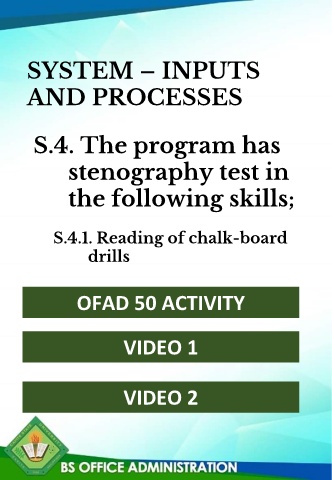 SYSTEM – INPUTS
AND PROCESSES
S.4. The program has
stenography test in
the following skills;
S.4.1. Reading of chalk-board
drills
OFAD 50 ACTIVITY
VIDEO 1
VIDEO 2
BS OFFICE ADMINISTRATION